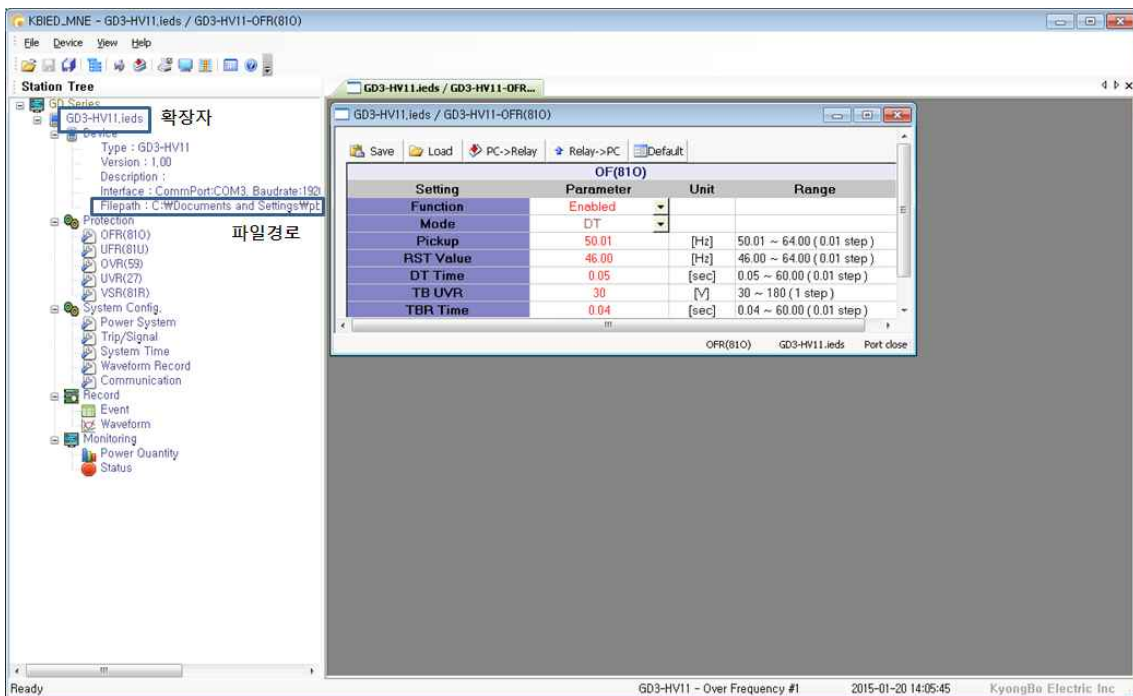 KBIED_MNE - GD3-HV11.ieds / GD3-HV11-OFR(81O)
File Device View Help
Station Tree
GD Series
GD3-HV11.ieds 확장자
Device
Type : GD3-HV11
Version : 1.00
Description :
Interface : CommPort:COM3, Baudrate:192
Filepath : C:₩Documents and Settings₩pb
파일경로
Protection
OFR(81O)
UFR(81U)
OVR(59)
UVR(27)
VSR(81R)
System Config.
Power System
Trip/Signal
System Time
Waveform Record
Communication
Record
Event
Waveform
Monitoring
Power Quantity
Status
GD3-HV11.ieds / GD3-HV11-OFR...
GD3-HV11.ieds / GD3-HV11-OFR(81O)
Save Load PC->Relay Relay->PC Default
OF(81O)
Setting Parameter Unit Range
Function Enabled
Mode DT
Pickup 50.01 [Hz] 50.01 ~ 64.00 ( 0.01 step )
RST Value 46.00 [Hz] 46.00 ~ 64.00 ( 0.01 step )
DT Time 0.05 [sec] 0.05 ~ 60.00 ( 0.01 step )
TB UVR 30 [V] 30 ~ 180 ( 1 step )
TBR Time 0.04 [sec] 0.04 ~ 60.00 ( 0.01 step )
OFR(81O) GD3-HV11.ieds Port close
Ready GD3-HV11 - Over Frequency #1 2015-01-20 14:05:45 KyongBo Electric Inc